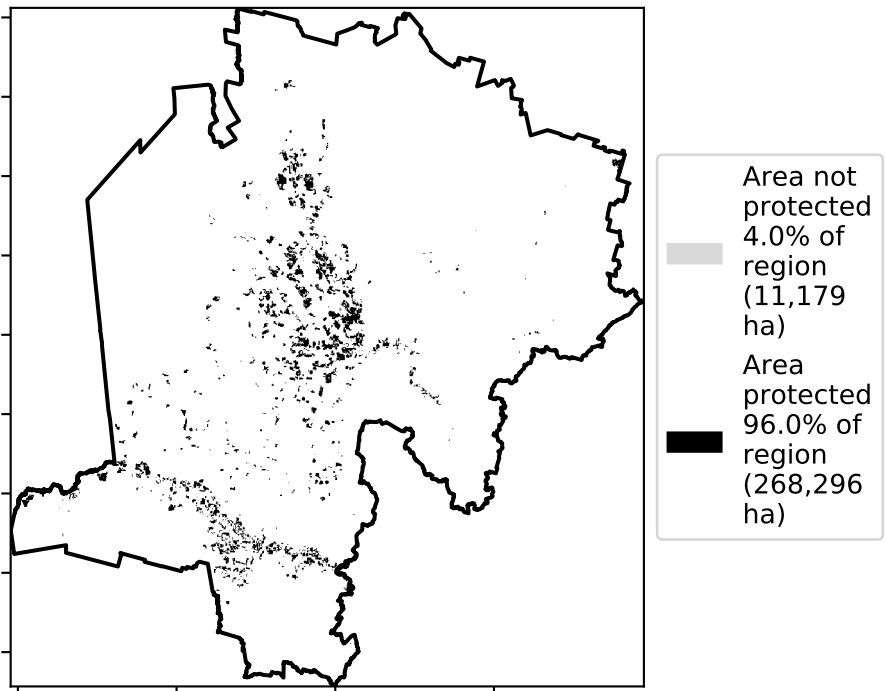 Area not
protected
4.0% of
region
(11,179
ha)
Area
protected
96.0% of
region
(268,296
ha)